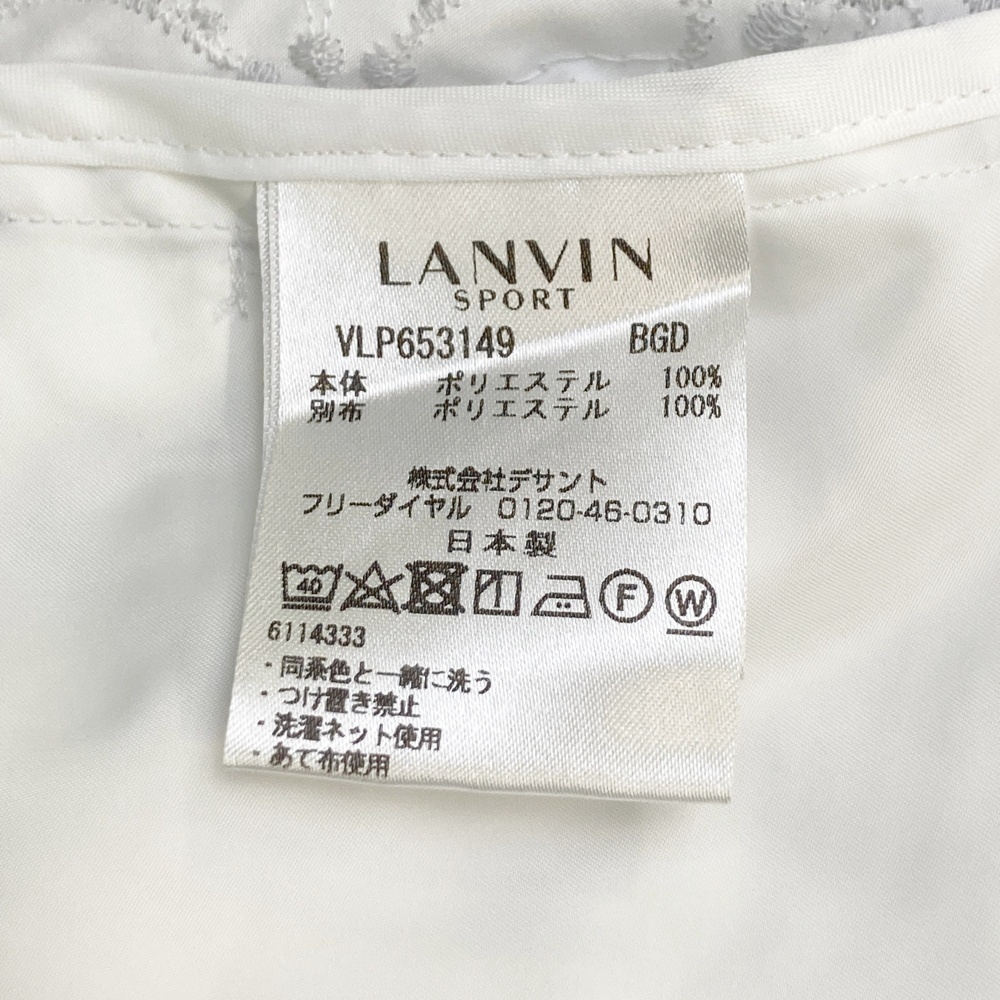 LANVIN
SPORT
VLP653149 BGD
本体 ポリエステル 100%
別布 ポリエステル 100%
株式会社デサント
フリーダイヤル 0120-46-0310
日本製
40 F W
6114333
・同系色と一緒に洗う
・つけ置き禁止
・洗濯ネット使用
・あて布使用